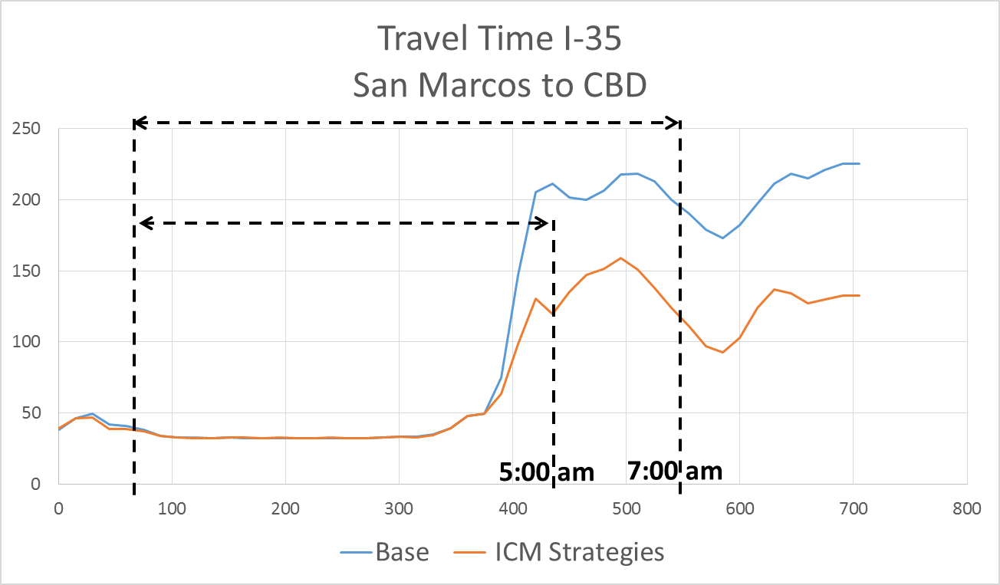 Travel Time I-35
San Marcos to CBD
250
200
150
100
50
0
5:00 am
7:00 am
0 100 200 300 400 500 600 700 800
Base ICM Strategies